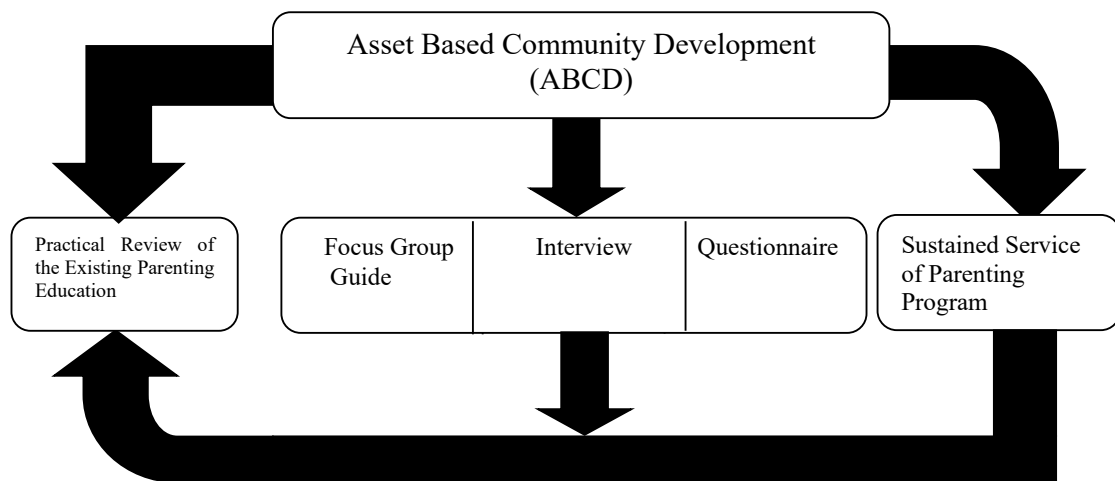 Asset Based Community Development
(ABCD)
Practical Review of
the Existing Parenting
Education
Focus Group
Guide
Interview
Questionnaire
Sustained Service
of Parenting
Program